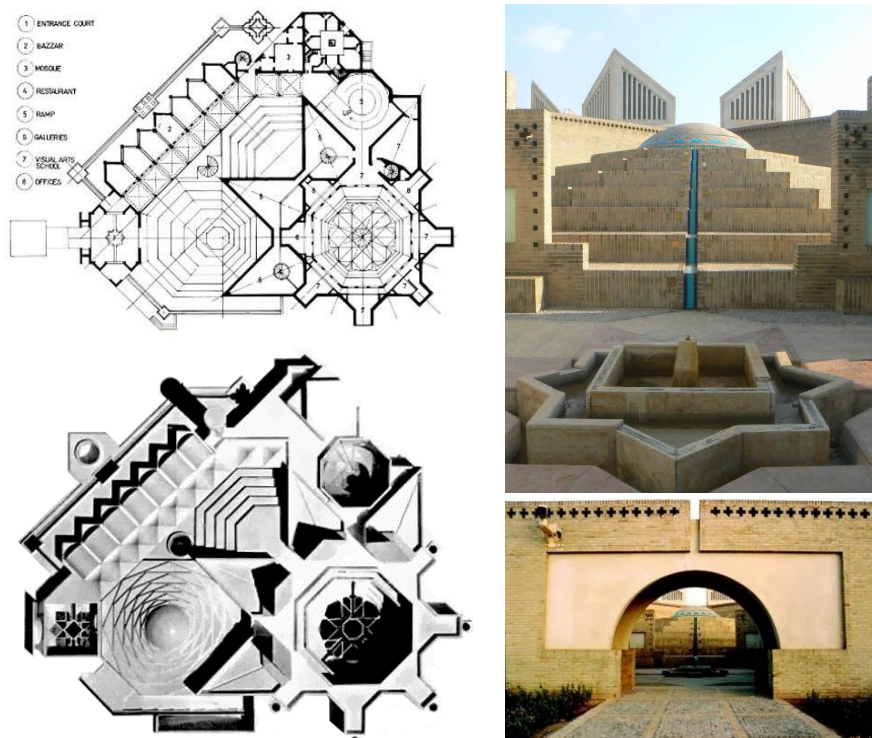 1 ENTRANCE COURT
2 BAZZAR
3 MOSQUE
4 RESTAURANT
5 RAMP
6 GALLERIES
7 VISUAL ARTS
SCHOOL
8 OFFICES
UP